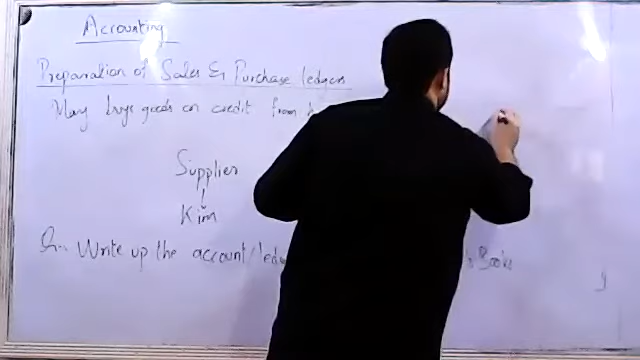 Accounting
Preparation of Sales & Purchase ledgers
May buys goods on credit from
Supplier
Kim
Q:- Write up the account/led
Books